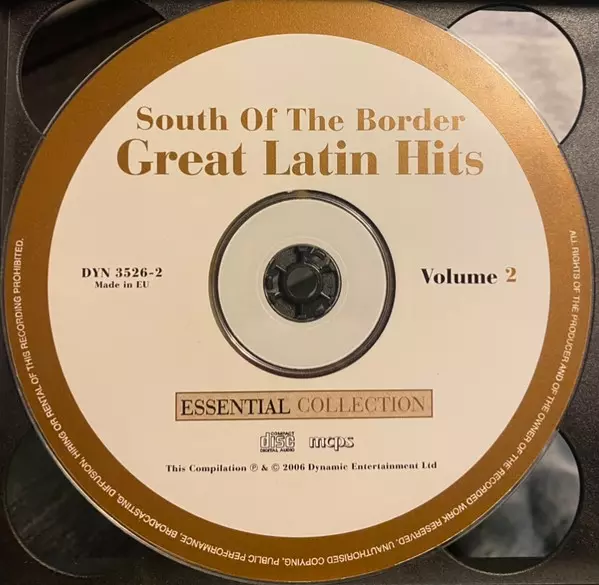 South Of The Border
Great Latin Hits
DYN 3526-2
Made in EU
Volume 2
ESSENTIAL COLLECTION
COMPACT
disc
DIGITAL AUDIO
mcps
This Compilation ℗ & © 2006 Dynamic Entertainment Ltd
ALL RIGHTS OF THE PRODUCER AND OF THE OWNER OF THE RECORDED WORK RESERVED. UNAUTHORISED COPYING, PUBLIC PERFORMANCE, BROADCASTING, DIFFUSION, HIRING OR RENTAL OF THIS RECORDING PROHIBITED.